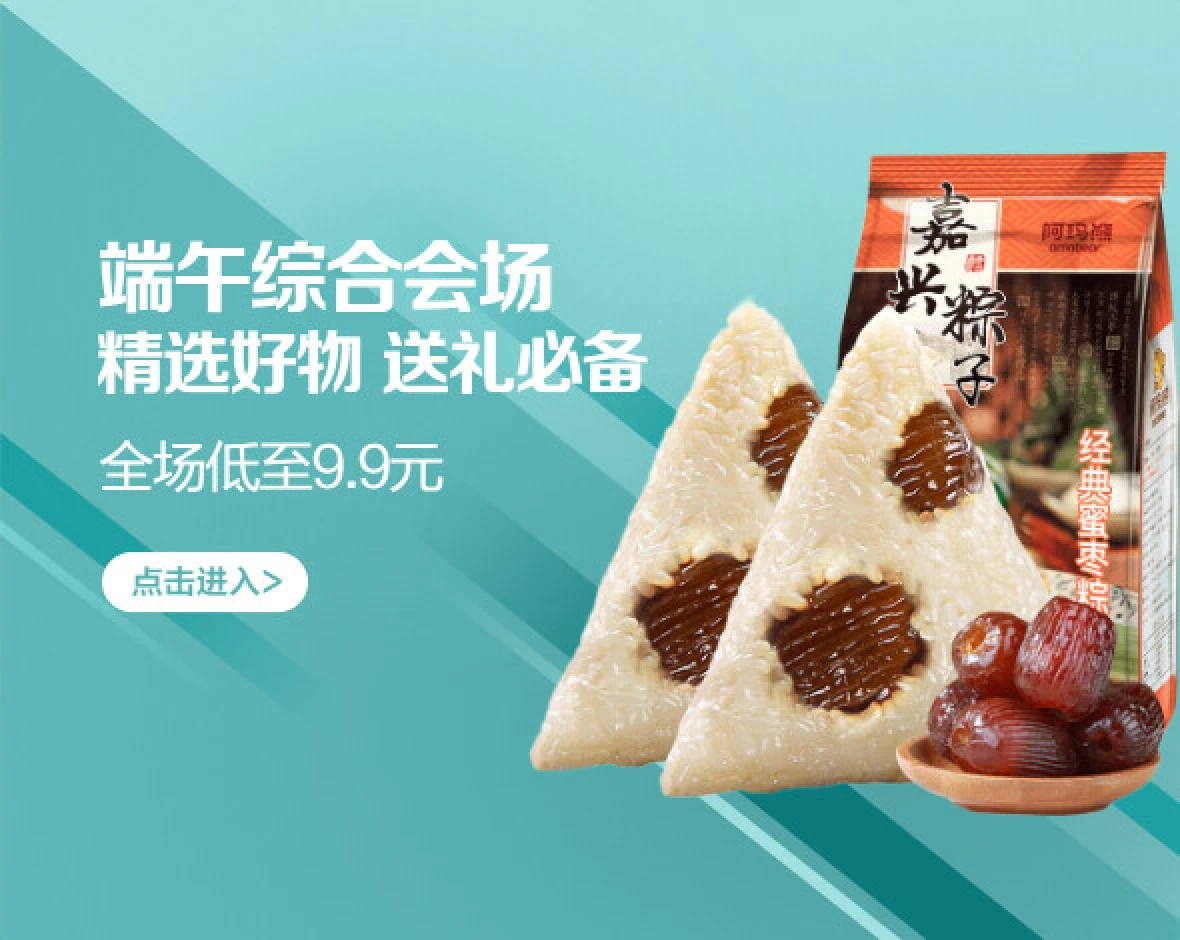 端午综合会场
精选好物 送礼必备
全场低至9.9元
点击进入>
嘉兴粽子
阿玛熊
经典蜜枣粽